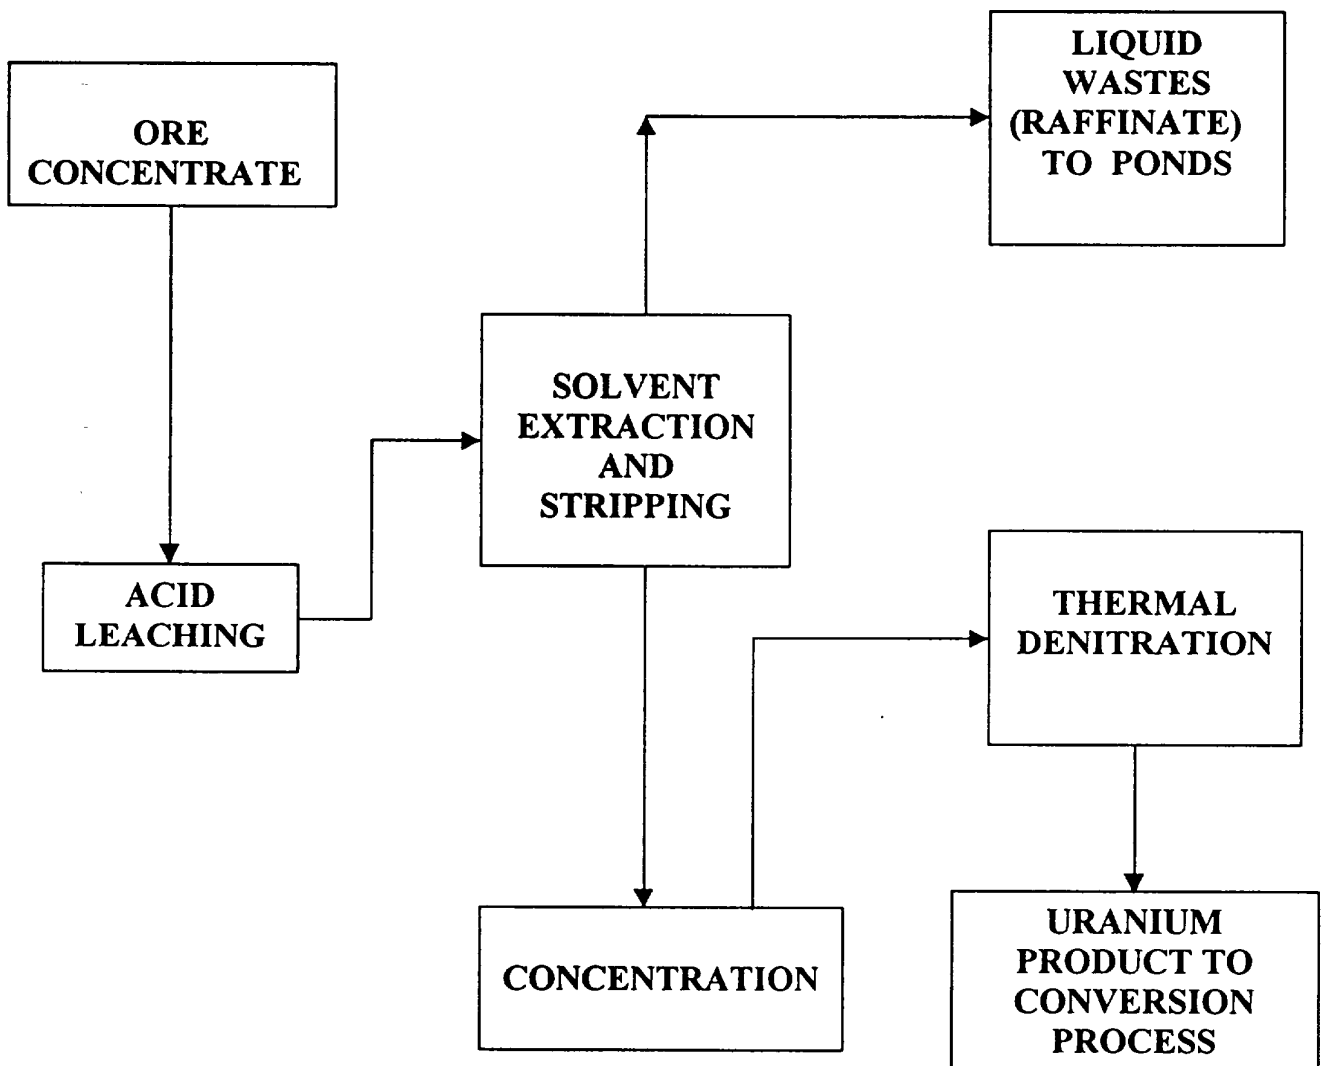 ORE
CONCENTRATE
ACID
LEACHING
SOLVENT
EXTRACTION
AND
STRIPPING
LIQUID
WASTES
(RAFFINATE)
TO PONDS
CONCENTRATION
THERMAL
DENITRATION
URANIUM
PRODUCT TO
CONVERSION
PROCESS